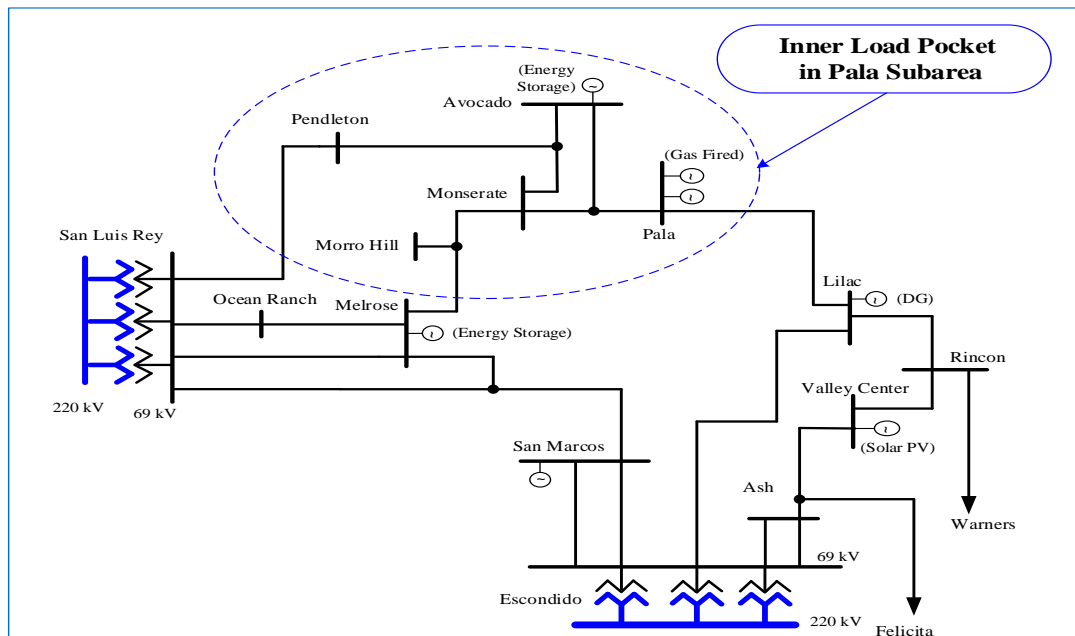 Inner Load Pocket
in Pala Subarea
(Energy
Storage)
~
Avocado
Pendleton
(Gas Fired)
~
~
Monserate
Pala
San Luis Rey
Morro Hill
Lilac
~
(DG)
Ocean Ranch
Melrose
~
(Energy Storage)
Rincon
Valley Center
220 kV
69 kV
~
(Solar PV)
San Marcos
~
Ash
Warners
69 kV
Escondido
220 kV
Felicita